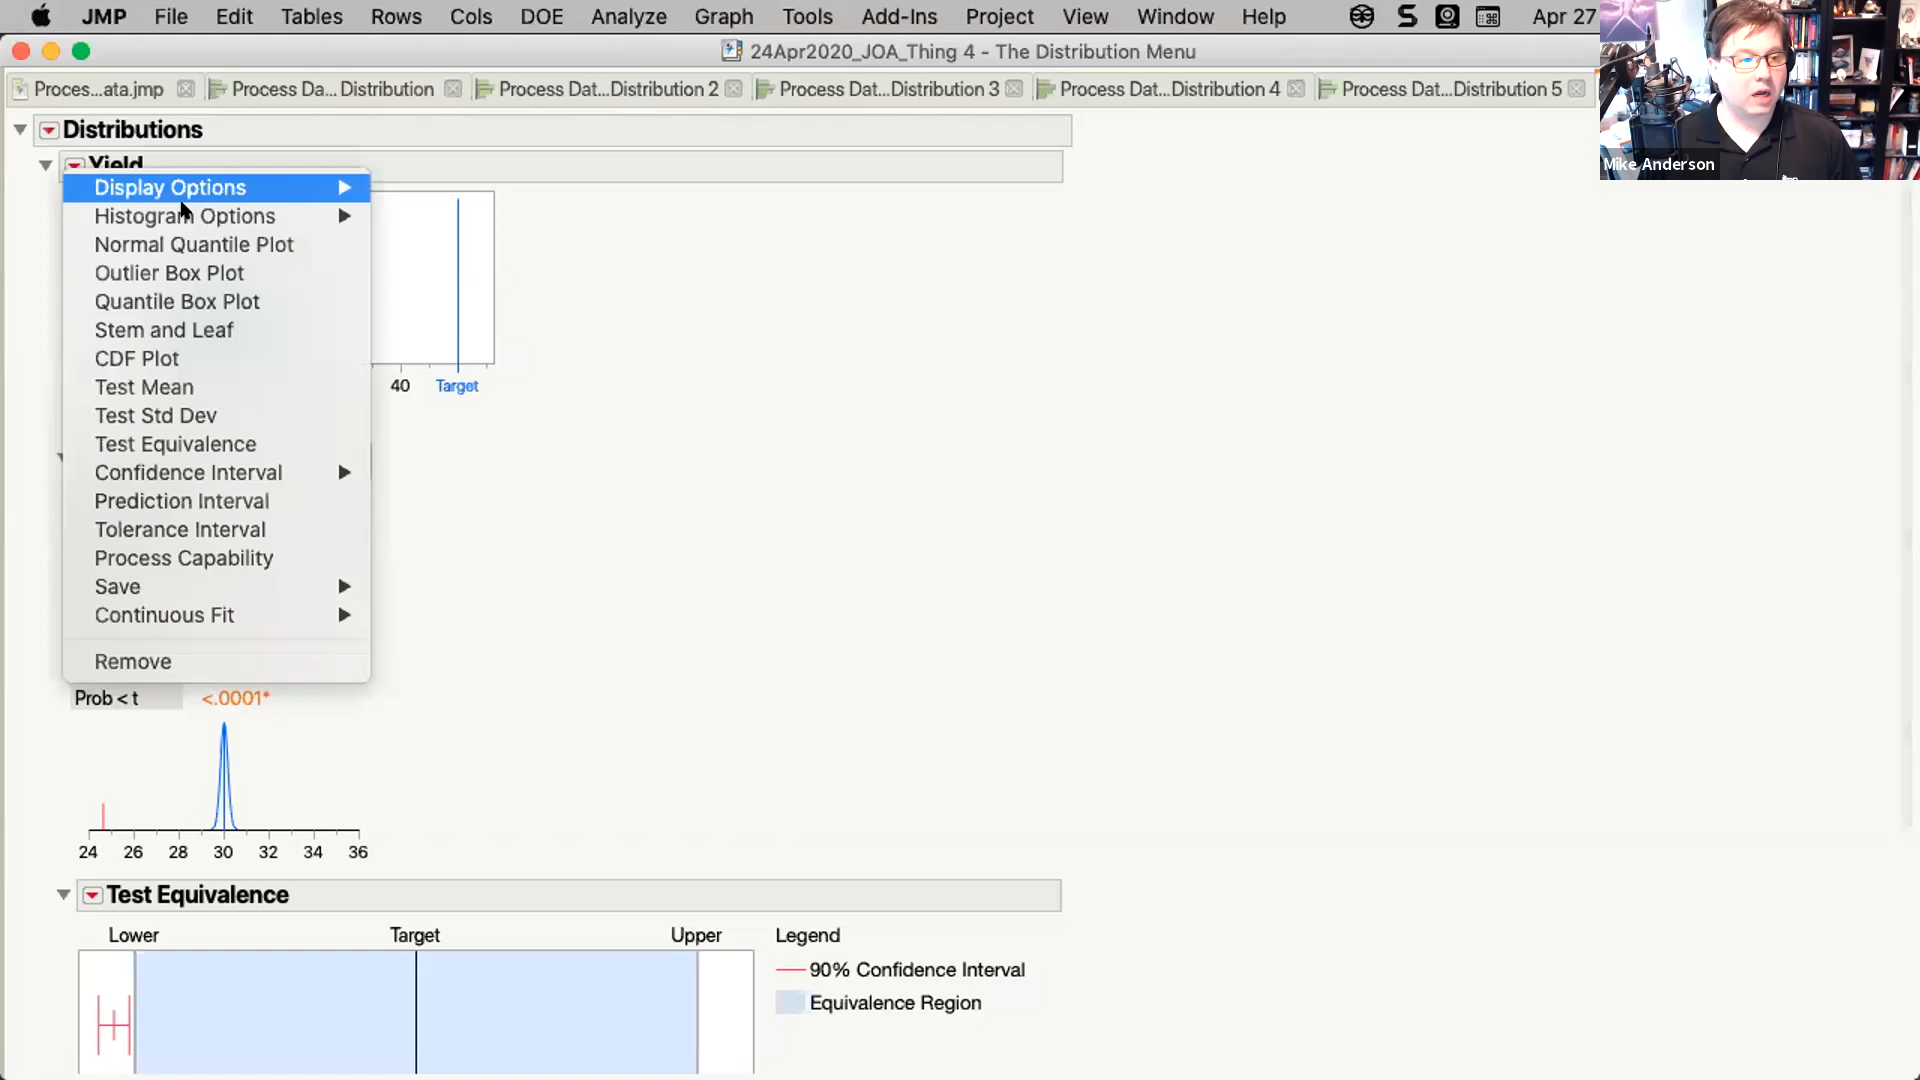 JMP File Edit Tables Rows Cols DOE Analyze Graph Tools Add-Ins Project View Window Help Apr 27
24Apr2020_JOA_Thing 4 - The Distribution Menu
Proces...ata.jmp Process Da... Distribution Process Dat...Distribution 2 Process Dat...Distribution 3 Process Dat...Distribution 4 Process Dat...Distribution 5
Mike Anderson
Distributions
Yield
Display Options
Histogram Options
Normal Quantile Plot
Outlier Box Plot
Quantile Box Plot
Stem and Leaf
CDF Plot
Test Mean
Test Std Dev
Test Equivalence
Confidence Interval
Prediction Interval
Tolerance Interval
Process Capability
Save
Continuous Fit
Remove
40 Target
Prob < t <.0001*
24 26 28 30 32 34 36
Test Equivalence
Lower Target Upper Legend
90% Confidence Interval
Equivalence Region